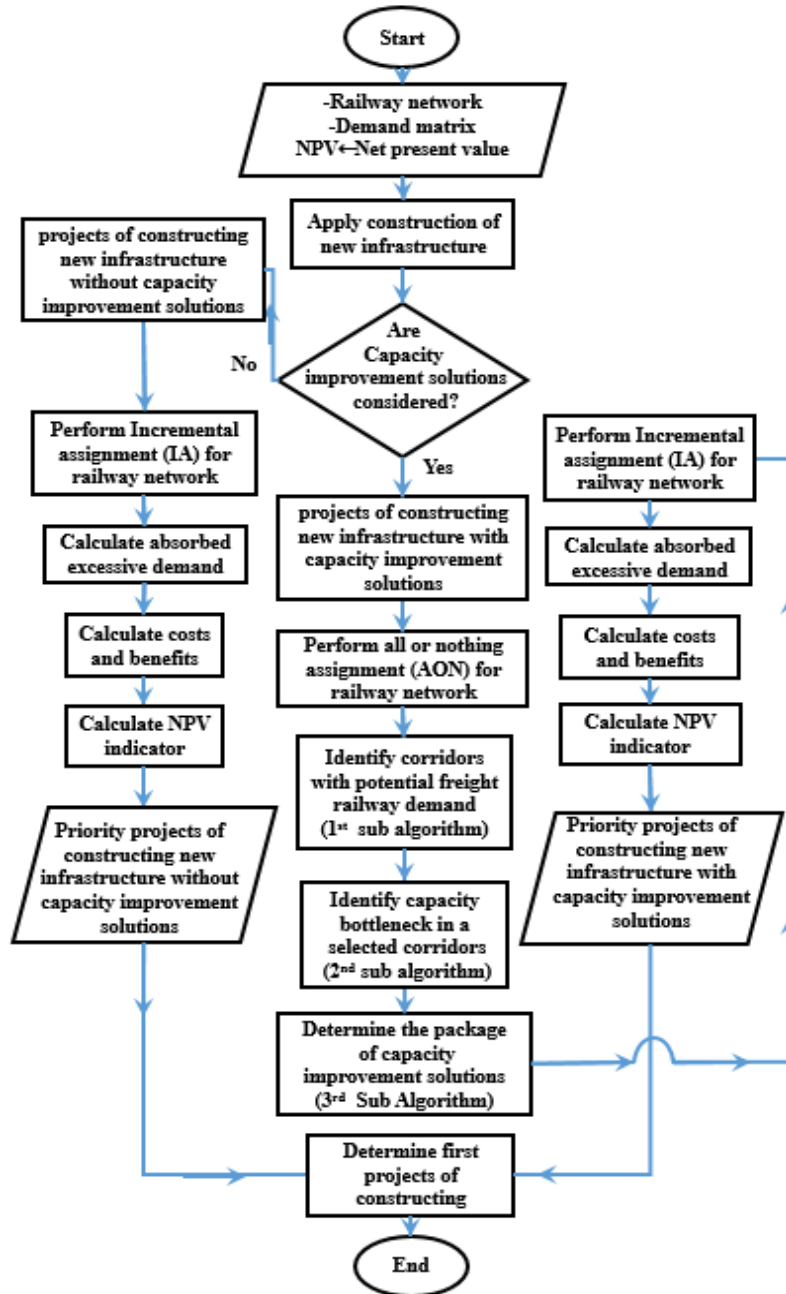 Start
-Railway network
-Demand matrix
NPV←Net present value
Apply construction of
new infrastructure
Are
Capacity
improvement solutions
considered?
No
Yes
projects of constructing
new infrastructure
without capacity
improvement solutions
Perform Incremental
assignment (IA) for
railway network
Calculate absorbed
excessive demand
Calculate costs
and benefits
Calculate NPV
indicator
Priority projects of
constructing new
infrastructure without
capacity improvement
solutions
projects of constructing
new infrastructure with
capacity improvement
solutions
Perform all or nothing
assignment (AON) for
railway network
Identify corridors
with potential freight
railway demand
(1st sub algorithm)
Identify capacity
bottleneck in a
selected corridors
(2nd sub algorithm)
Determine the package
of capacity
improvement solutions
(3rd Sub Algorithm)
Perform Incremental
assignment (IA) for
railway network
Calculate absorbed
excessive demand
Calculate costs
and benefits
Calculate NPV
indicator
Priority projects of
constructing new
infrastructure with
capacity improvement
solutions
Determine first
projects of
constructing
End